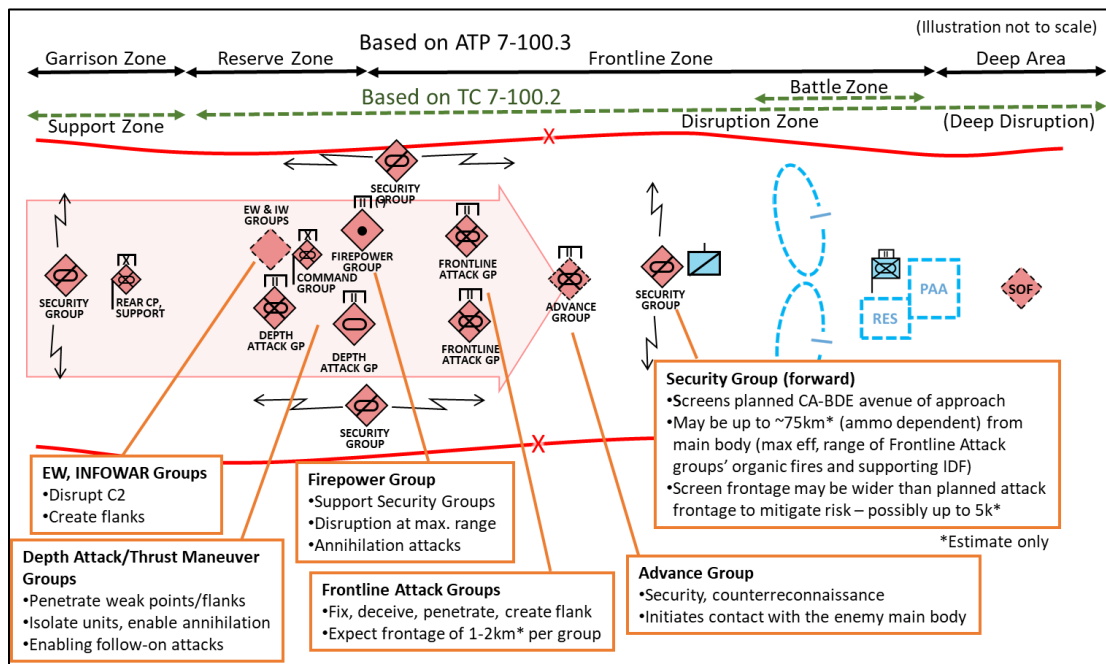 (Illustration not to scale)
Based on ATP 7-100.3
Garrison Zone
Reserve Zone
Frontline Zone
Deep Area
Based on TC 7-100.2
Battle Zone
Support Zone
Disruption Zone
(Deep Disruption)
X
SECURITY
GROUP
EW & IW
GROUPS
II
(-)
FIREPOWER
GROUP
X
COMMAND
GROUP
II
FRONTLINE
ATTACK GP
SECURITY
GROUP
X
REAR CP,
SUPPORT
II
DEPTH
ATTACK GP
II
DEPTH
ATTACK GP
II
FRONTLINE
ATTACK GP
II
ADVANCE
GROUP
SECURITY
GROUP
II
RES
PAA
SOF
SECURITY
GROUP
X
EW, INFOWAR Groups
•Disrupt C2
•Create flanks
Depth Attack/Thrust Maneuver
Groups
•Penetrate weak points/flanks
•Isolate units, enable annihilation
•Enabling follow-on attacks
Firepower Group
•Support Security Groups
•Disruption at max. range
•Annihilation attacks
Frontline Attack Groups
•Fix, deceive, penetrate, create flank
•Expect frontage of 1-2km* per group
Security Group (forward)
•Screens planned CA-BDE avenue of approach
•May be up to ~75km* (ammo dependent) from
main body (max eff, range of Frontline Attack
groups’ organic fires and supporting IDF)
•Screen frontage may be wider than planned attack
frontage to mitigate risk – possibly up to 5k*
*Estimate only
Advance Group
•Security, counterreconnaissance
•Initiates contact with the enemy main body